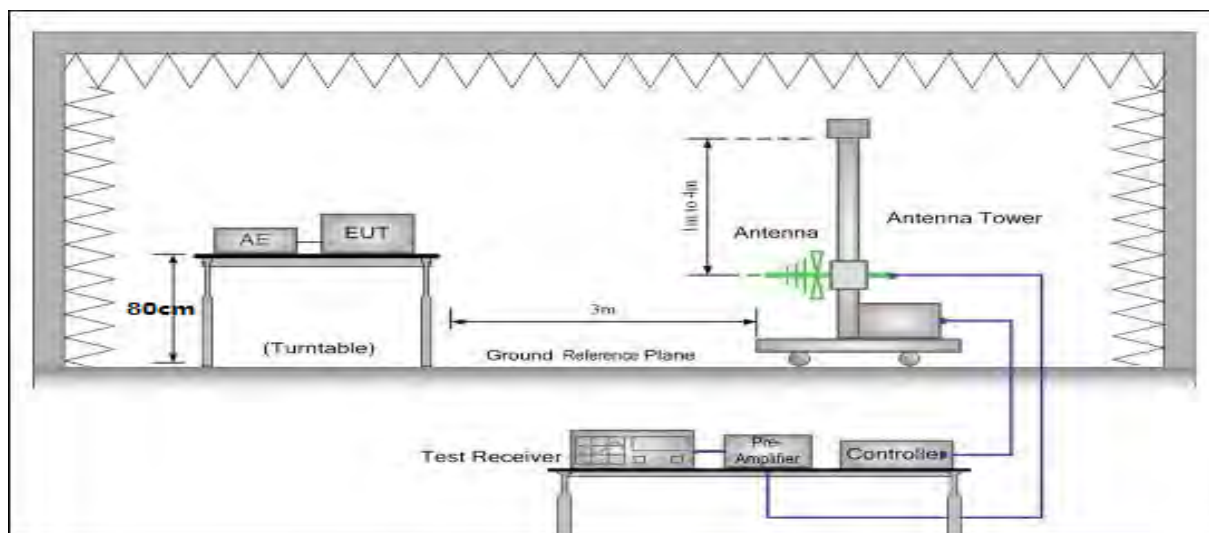 1m to 4m
Antenna Tower
Antenna
AE
EUT
80cm
3m
(Turntable)
Ground Reference Plane
Test Receiver
Pre-
Amplifier
Controller